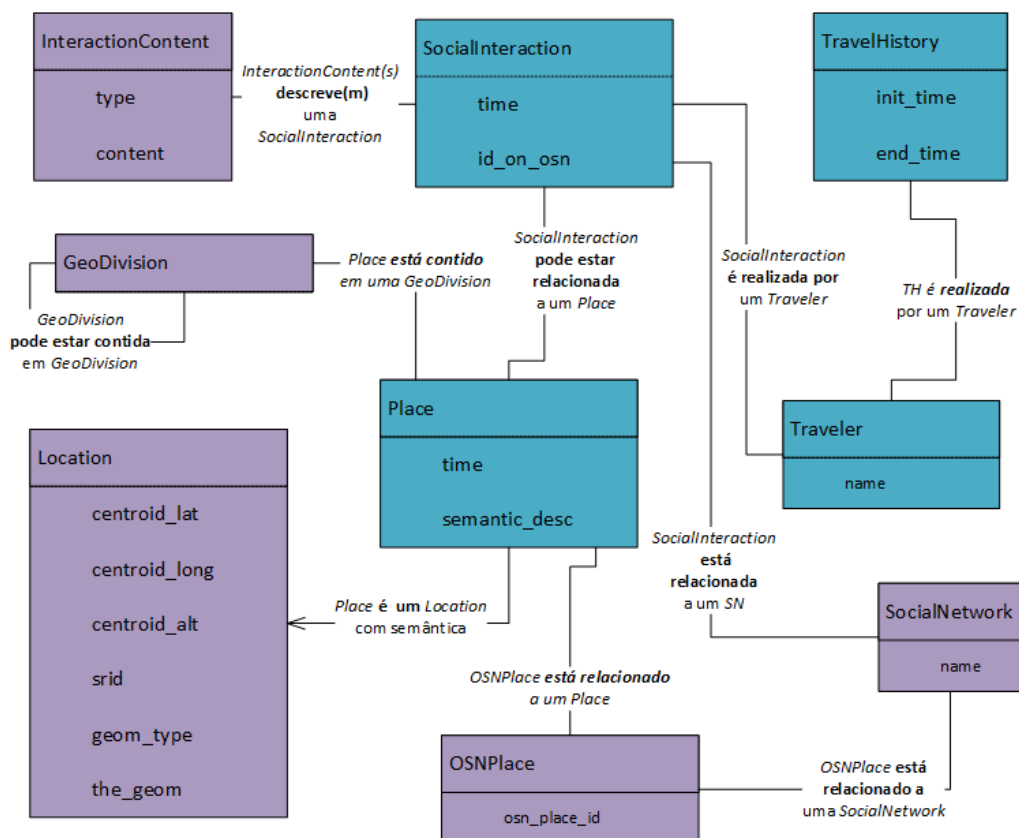 InteractionContent
type
content
InteractionContent(s)
descreve(m)
uma
SocialInteraction
SocialInteraction
time
id_on_osn
TravelHistory
init_time
end_time
GeoDivision
GeoDivision
pode estar contida
em GeoDivision
Place está contido
em uma GeoDivision
SocialInteraction
pode estar
relacionada
a um Place
SocialInteraction
é realizada por
um Traveler
TH é realizada
por um Traveler
Place
time
semantic_desc
Traveler
name
Location
centroid_lat
centroid_long
centroid_alt
srid
geom_type
the_geom
Place é um Location
com semântica
SocialInteraction
está
relacionada
a um SN
SocialNetwork
name
OSNPlace está relacionado
a um Place
OSNPlace
osn_place_id
OSNPlace está
relacionado a
uma SocialNetwork